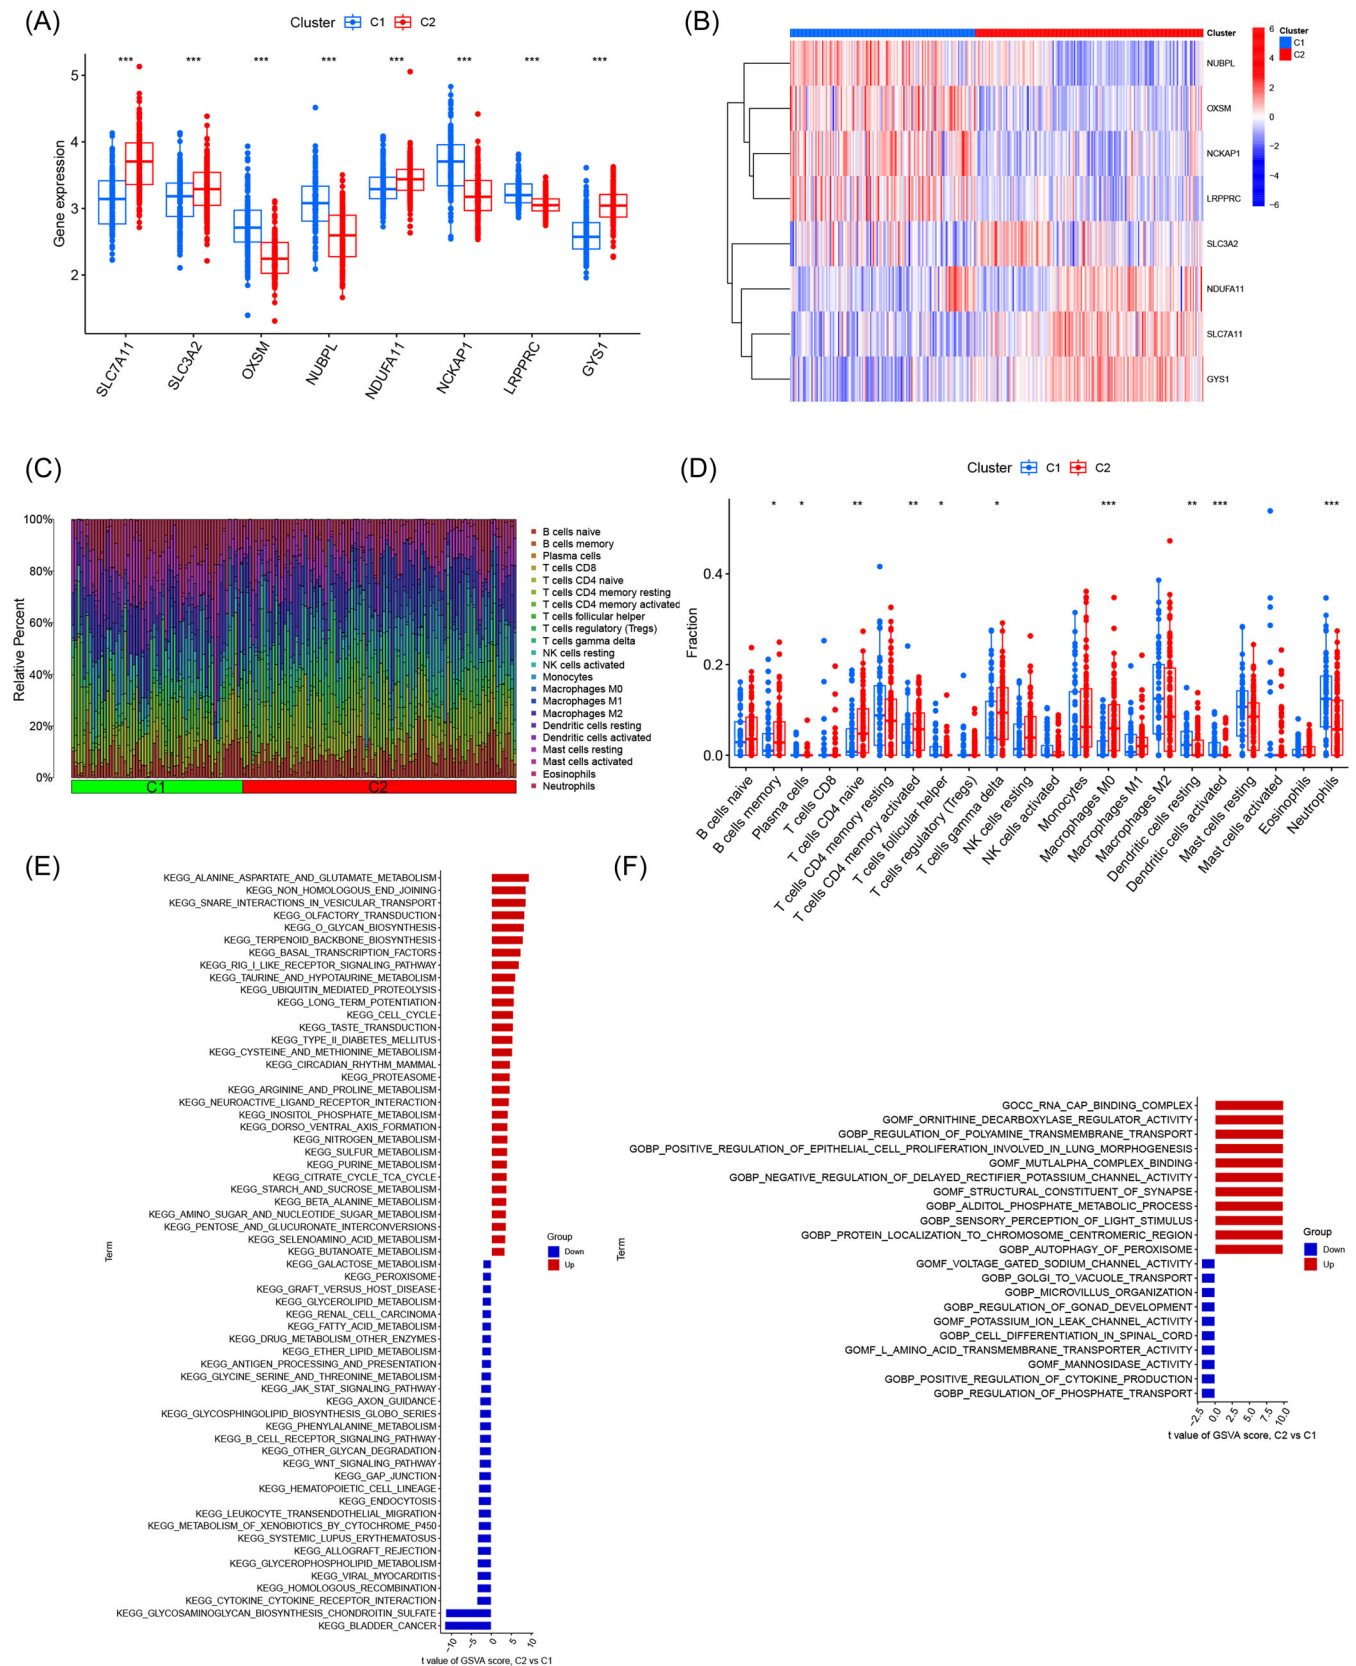 (A)
Cluster C1 C2
Gene expression
5
4
3
2
*** *** *** *** *** *** *** ***
SLC7A11
SLC3A2
OXSM
NUBPL
NDUFA11
NCKAP1
LRPPRC
GYS1
(B)
Cluster
NUBPL
OXSM
NCKAP1
LRPPRC
SLC3A2
NDUFA11
SLC7A11
GYS1
6
4
2
0
−2
−4
−6
Cluster
C1
C2
(C)
Relative Percent
100%
80%
60%
40%
20%
0%
C1
C2
B cells naive
B cells memory
Plasma cells
T cells CD8
T cells CD4 naive
T cells CD4 memory resting
T cells CD4 memory activated
T cells follicular helper
T cells regulatory (Tregs)
T cells gamma delta
NK cells resting
NK cells activated
Monocytes
Macrophages M0
Macrophages M1
Macrophages M2
Dendritic cells resting
Dendritic cells activated
Mast cells resting
Mast cells activated
Eosinophils
Neutrophils
(D)
Cluster C1 C2
* * ** ** * * *** ** *** ***
Fraction
0.4
0.2
0.0
B cells naive
B cells memory
Plasma cells
T cells CD8
T cells CD4 naive
T cells CD4 memory resting
T cells CD4 memory activated
T cells follicular helper
T cells regulatory (Tregs)
T cells gamma delta
NK cells resting
NK cells activated
Monocytes
Macrophages M0
Macrophages M1
Macrophages M2
Dendritic cells resting
Dendritic cells activated
Mast cells resting
Mast cells activated
Eosinophils
Neutrophils
(E)
KEGG_ALANINE_ASPARTATE_AND_GLUTAMATE_METABOLISM
KEGG_NON_HOMOLOGOUS_END_JOINING
KEGG_SNARE_INTERACTIONS_IN_VESICULAR_TRANSPORT
KEGG_OLFACTORY_TRANSDUCTION
KEGG_O_GLYCAN_BIOSYNTHESIS
KEGG_TERPENOID_BACKBONE_BIOSYNTHESIS
KEGG_BASAL_TRANSCRIPTION_FACTORS
KEGG_RIG_I_LIKE_RECEPTOR_SIGNALING_PATHWAY
KEGG_TAURINE_AND_HYPOTAURINE_METABOLISM
KEGG_UBIQUITIN_MEDIATED_PROTEOLYSIS
KEGG_LONG_TERM_POTENTIATION
KEGG_CELL_CYCLE
KEGG_TASTE_TRANSDUCTION
KEGG_TYPE_II_DIABETES_MELLITUS
KEGG_CYSTEINE_AND_METHIONINE_METABOLISM
KEGG_CIRCADIAN_RHYTHM_MAMMAL
KEGG_PROTEASOME
KEGG_ARGININE_AND_PROLINE_METABOLISM
KEGG_NEUROACTIVE_LIGAND_RECEPTOR_INTERACTION
KEGG_INOSITOL_PHOSPHATE_METABOLISM
KEGG_DORSO_VENTRAL_AXIS_FORMATION
KEGG_NITROGEN_METABOLISM
KEGG_SULFUR_METABOLISM
KEGG_PURINE_METABOLISM
KEGG_CITRATE_CYCLE_TCA_CYCLE
KEGG_STARCH_AND_SUCROSE_METABOLISM
KEGG_BETA_ALANINE_METABOLISM
KEGG_AMINO_SUGAR_AND_NUCLEOTIDE_SUGAR_METABOLISM
KEGG_PENTOSE_AND_GLUCURONATE_INTERCONVERSIONS
KEGG_SELENOAMINO_ACID_METABOLISM
KEGG_BUTANOATE_METABOLISM
KEGG_GALACTOSE_METABOLISM
KEGG_PEROXISOME
KEGG_GRAFT_VERSUS_HOST_DISEASE
KEGG_GLYCEROLIPID_METABOLISM
KEGG_RENAL_CELL_CARCINOMA
KEGG_FATTY_ACID_METABOLISM
KEGG_DRUG_METABOLISM_OTHER_ENZYMES
KEGG_ETHER_LIPID_METABOLISM
KEGG_ANTIGEN_PROCESSING_AND_PRESENTATION
KEGG_GLYCINE_SERINE_AND_THREONINE_METABOLISM
KEGG_JAK_STAT_SIGNALING_PATHWAY
KEGG_AXON_GUIDANCE
KEGG_GLYCOSPHINGOLIPID_BIOSYNTHESIS_GLOBO_SERIES
KEGG_PHENYLALANINE_METABOLISM
KEGG_B_CELL_RECEPTOR_SIGNALING_PATHWAY
KEGG_OTHER_GLYCAN_DEGRADATION
KEGG_WNT_SIGNALING_PATHWAY
KEGG_GAP_JUNCTION
KEGG_HEMATOPOIETIC_CELL_LINEAGE
KEGG_ENDOCYTOSIS
KEGG_LEUKOCYTE_TRANSENDOTHELIAL_MIGRATION
KEGG_METABOLISM_OF_XENOBIOTICS_BY_CYTOCHROME_P450
KEGG_SYSTEMIC_LUPUS_ERYTHEMATOSUS
KEGG_ALLOGRAFT_REJECTION
KEGG_GLYCEROPHOSPHOLIPID_METABOLISM
KEGG_VIRAL_MYOCARDITIS
KEGG_HOMOLOGOUS_RECOMBINATION
KEGG_CYTOKINE_CYTOKINE_RECEPTOR_INTERACTION
KEGG_GLYCOSAMINOGLYCAN_BIOSYNTHESIS_CHONDROITIN_SULFATE
KEGG_BLADDER_CANCER
Term
−10 −5 0 5 10
t value of GSVA score, C2 vs C1
Group
Down
Up
(F)
GOCC_RNA_CAP_BINDING_COMPLEX
GOMF_ORNITHINE_DECARBOXYLASE_REGULATOR_ACTIVITY
GOBP_REGULATION_OF_POLYAMINE_TRANSMEMBRANE_TRANSPORT
GOBP_POSITIVE_REGULATION_OF_EPITHELIAL_CELL_PROLIFERATION_INVOLVED_IN_LUNG_MORPHOGENESIS
GOMF_MUTLALPHA_COMPLEX_BINDING
GOBP_NEGATIVE_REGULATION_OF_DELAYED_RECTIFIER_POTASSIUM_CHANNEL_ACTIVITY
GOMF_STRUCTURAL_CONSTITUENT_OF_SYNAPSE
GOBP_ALDITOL_PHOSPHATE_METABOLIC_PROCESS
GOBP_SENSORY_PERCEPTION_OF_LIGHT_STIMULUS
GOBP_PROTEIN_LOCALIZATION_TO_CHROMOSOME_CENTROMERIC_REGION
GOBP_AUTOPHAGY_OF_PEROXISOME
GOMF_VOLTAGE_GATED_SODIUM_CHANNEL_ACTIVITY
GOBP_GOLGI_TO_VACUOLE_TRANSPORT
GOBP_MICROVILLUS_ORGANIZATION
GOBP_REGULATION_OF_GONAD_DEVELOPMENT
GOMF_POTASSIUM_ION_LEAK_CHANNEL_ACTIVITY
GOBP_CELL_DIFFERENTIATION_IN_SPINAL_CORD
GOMF_L_AMINO_ACID_TRANSMEMBRANE_TRANSPORTER_ACTIVITY
GOMF_MANNOSIDASE_ACTIVITY
GOBP_POSITIVE_REGULATION_OF_CYTOKINE_PRODUCTION
GOBP_REGULATION_OF_PHOSPHATE_TRANSPORT
Term
−2.5 0.0 2.5 5.0 7.5 10.0
t value of GSVA score, C2 vs C1
Group
Down
Up